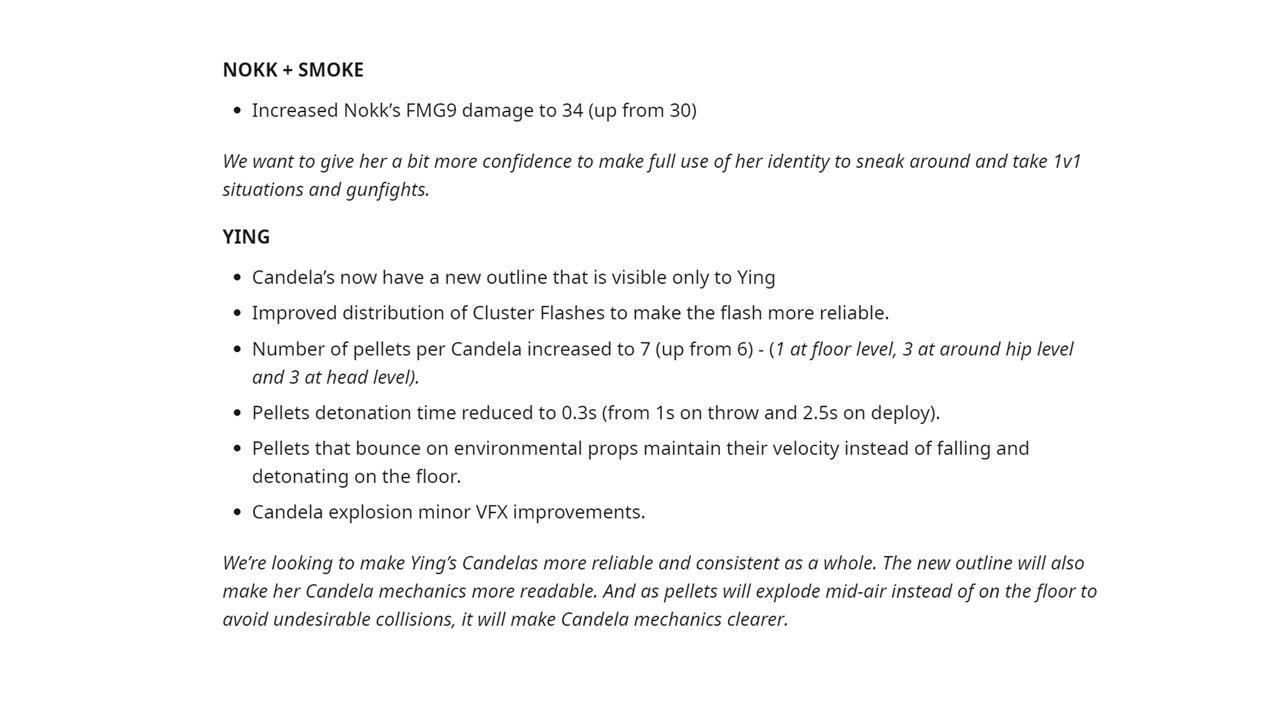 NOKK + SMOKE
• Increased Nokk’s FMG9 damage to 34 (up from 30)
We want to give her a bit more confidence to make full use of her identity to sneak around and take 1v1
situations and gunfights.
YING
• Candela’s now have a new outline that is visible only to Ying
• Improved distribution of Cluster Flashes to make the flash more reliable.
• Number of pellets per Candela increased to 7 (up from 6) - (1 at floor level, 3 at around hip level
and 3 at head level).
• Pellets detonation time reduced to 0.3s (from 1s on throw and 2.5s on deploy).
• Pellets that bounce on environmental props maintain their velocity instead of falling and
detonating on the floor.
• Candela explosion minor VFX improvements.
We’re looking to make Ying’s Candelas more reliable and consistent as a whole. The new outline will also
make her Candela mechanics more readable. And as pellets will explode mid-air instead of on the floor to
avoid undesirable collisions, it will make Candela mechanics clearer.